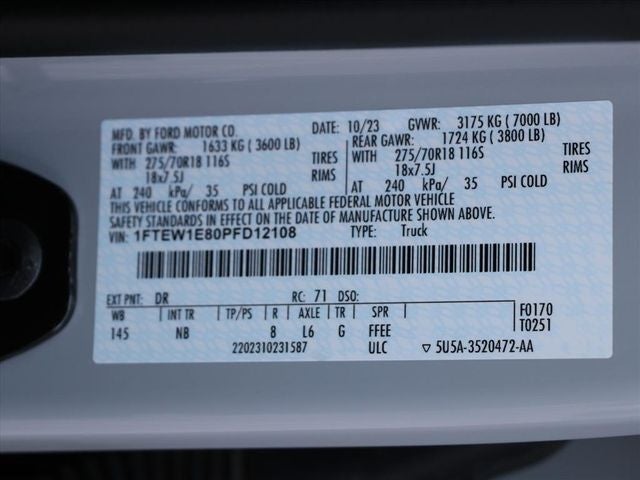 MFD. BY FORD MOTOR CO. DATE: 10/23 GVWR: 3175 KG ( 7000 LB)
FRONT GAWR: 1633 KG ( 3600 LB) REAR GAWR: 1724 KG ( 3800 LB)
WITH 275/70R18 116S TIRES WITH 275/70R18 116S TIRES
18x7.5J RIMS 18x7.5J RIMS
AT 240 kPa/ 35 PSI COLD AT 240 kPa/ 35 PSI COLD
THIS VEHICLE CONFORMS TO ALL APPLICABLE FEDERAL MOTOR VEHICLE
SAFETY STANDARDS IN EFFECT ON THE DATE OF MANUFACTURE SHOWN ABOVE.
VIN: 1FTEW1E80PFD12108 TYPE: Truck
EXT PNT: DR RC: 71 DSO:
WB INT TR TP/PS R AXLE TR SPR F0170
145 NB 8 L6 G FFEE T0251
2202310231587 ULC ▽ 5U5A-3520472-AA